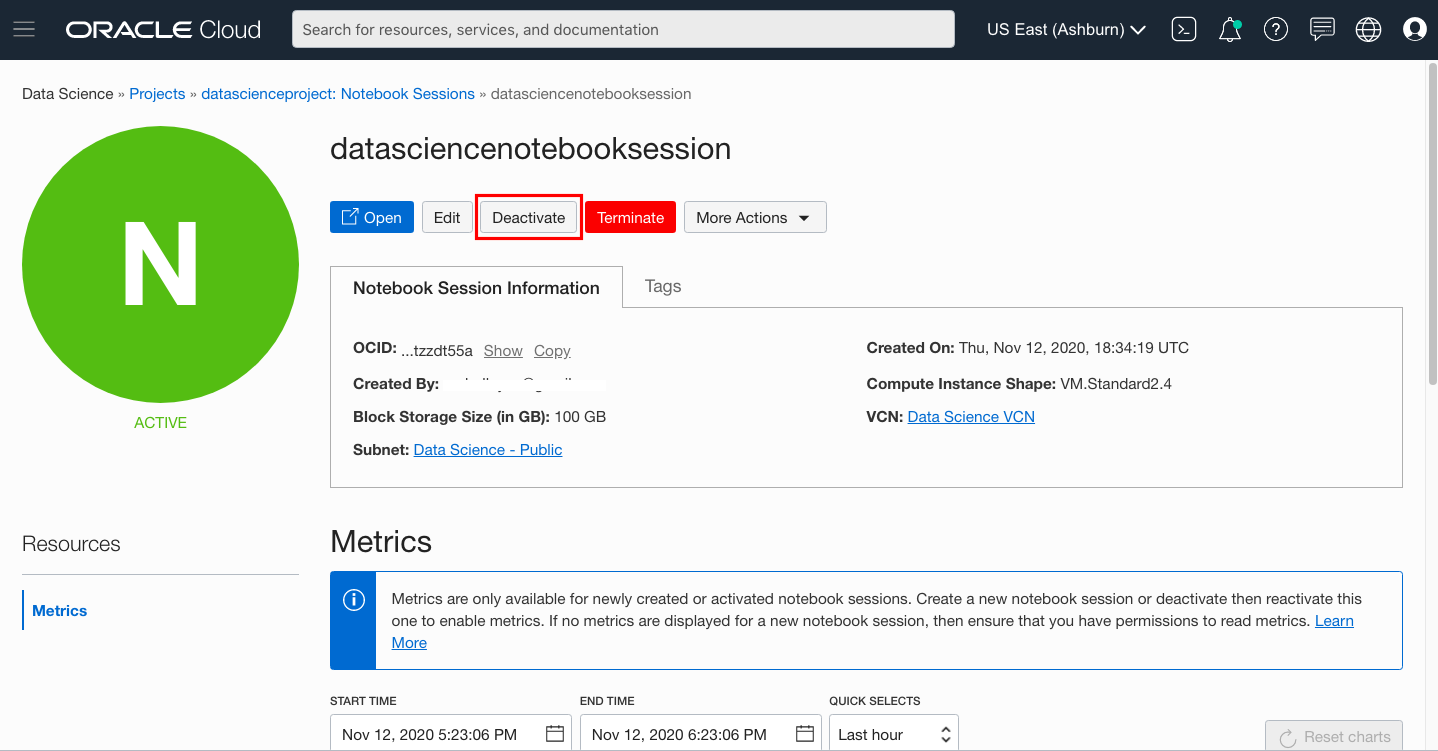 ORACLE Cloud
Search for resources, services, and documentation
US East (Ashburn)
Data Science » Projects » datascienceproject: Notebook Sessions » datasciencenotebooksession
N
ACTIVE
datasciencenotebooksession
Open Edit Deactivate Terminate More Actions
Notebook Session Information Tags
OCID: ...tzzdt55a Show Copy
Created By:
Block Storage Size (in GB): 100 GB
Subnet: Data Science - Public
Created On: Thu, Nov 12, 2020, 18:34:19 UTC
Compute Instance Shape: VM.Standard2.4
VCN: Data Science VCN
Resources
Metrics
Metrics
Metrics are only available for newly created or activated notebook sessions. Create a new notebook session or deactivate then reactivate this
one to enable metrics. If no metrics are displayed for a new notebook session, then ensure that you have permissions to read metrics. Learn
More
START TIME END TIME QUICK SELECTS
Nov 12, 2020 5:23:06 PM Nov 12, 2020 6:23:06 PM Last hour Reset charts